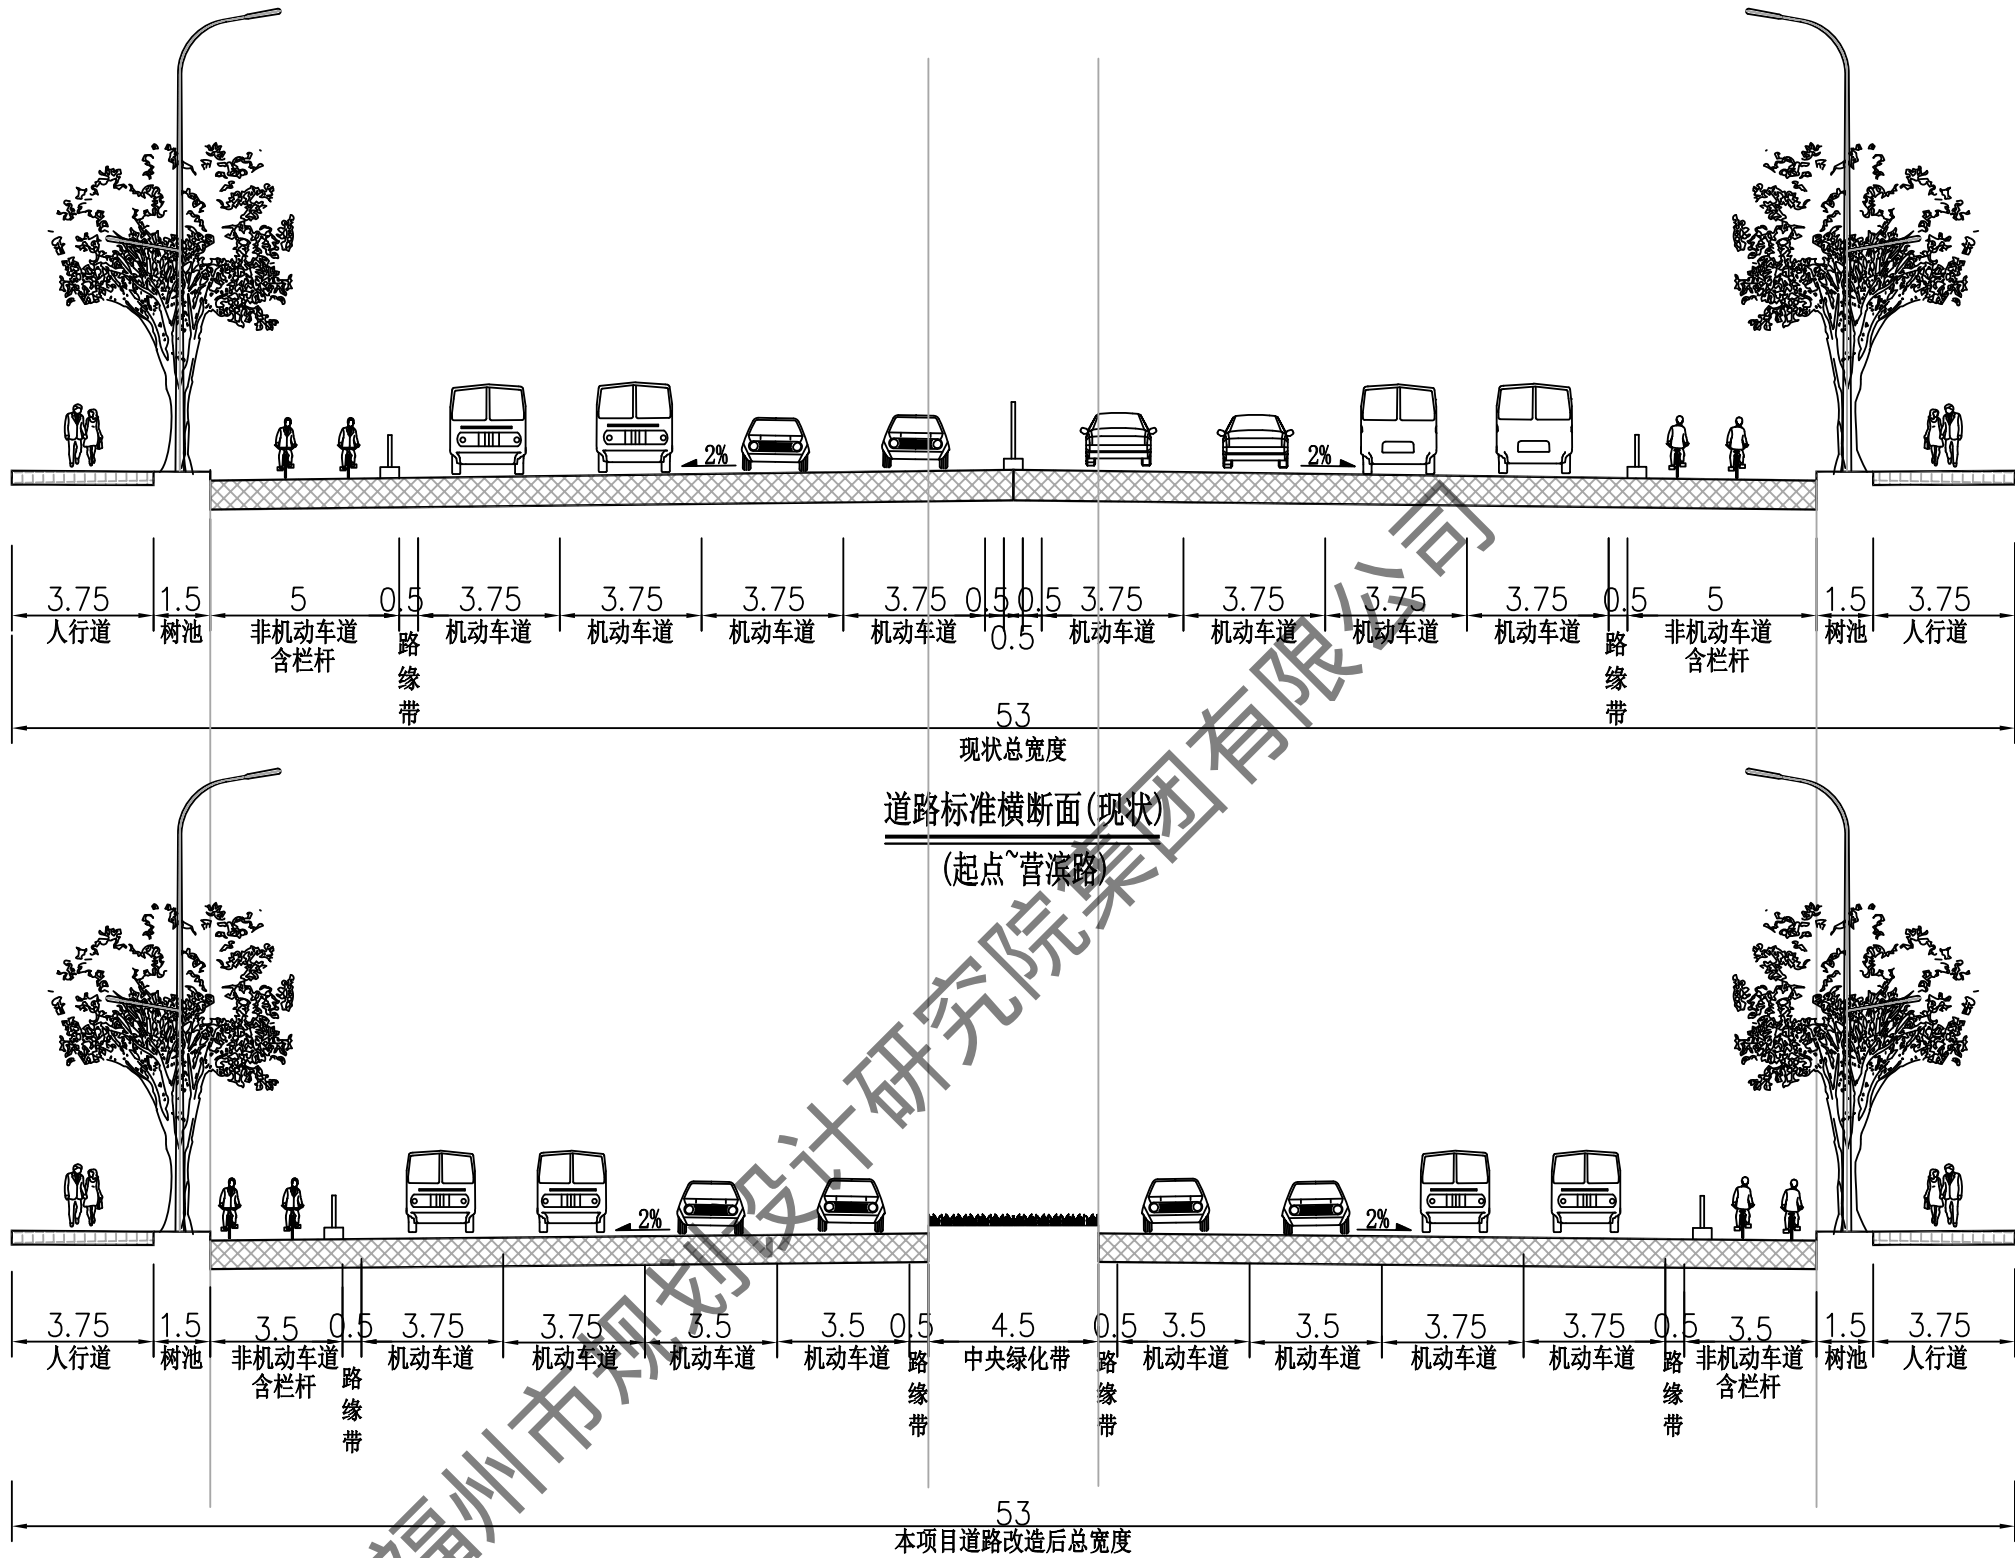 2% 2%
3.75 1.5 5 0.5 3.75 3.75 3.75 3.75 0.5 0.5 3.75 3.75 3.75 3.75 0.5 5 1.5 3.75
人行道 树池 非机动车道 机动车道 机动车道 机动车道 机动车道 0.5 机动车道 机动车道 机动车道 机动车道 非机动车道 树池 人行道
含栏杆 路缘带 路缘带 含栏杆
53
现状总宽度
道路标准横断面(现状)
(起点~营滨路)
2% 2%
3.75 1.5 3.5 0.5 3.75 3.75 3.5 3.5 0.5 4.5 0.5 3.5 3.5 3.75 3.75 0.5 3.5 1.5 3.75
人行道 树池 非机动车道 机动车道 机动车道 机动车道 机动车道 中央绿化带 机动车道 机动车道 机动车道 机动车道 非机动车道 树池 人行道
含栏杆 路缘带 路缘带 路缘带 路缘带 含栏杆
53
本项目道路改造后总宽度
福州市规划设计研究院集团有限公司